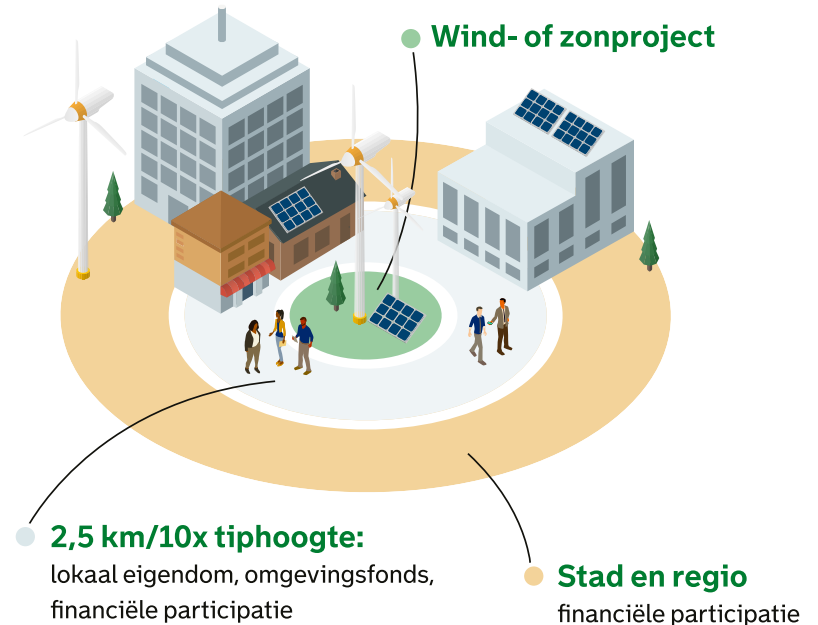 Wind- of zonproject
2,5 km/10x tiphoogte:
lokaal eigendom, omgevingsfonds,
financiële participatie
Stad en regio
financiële participatie